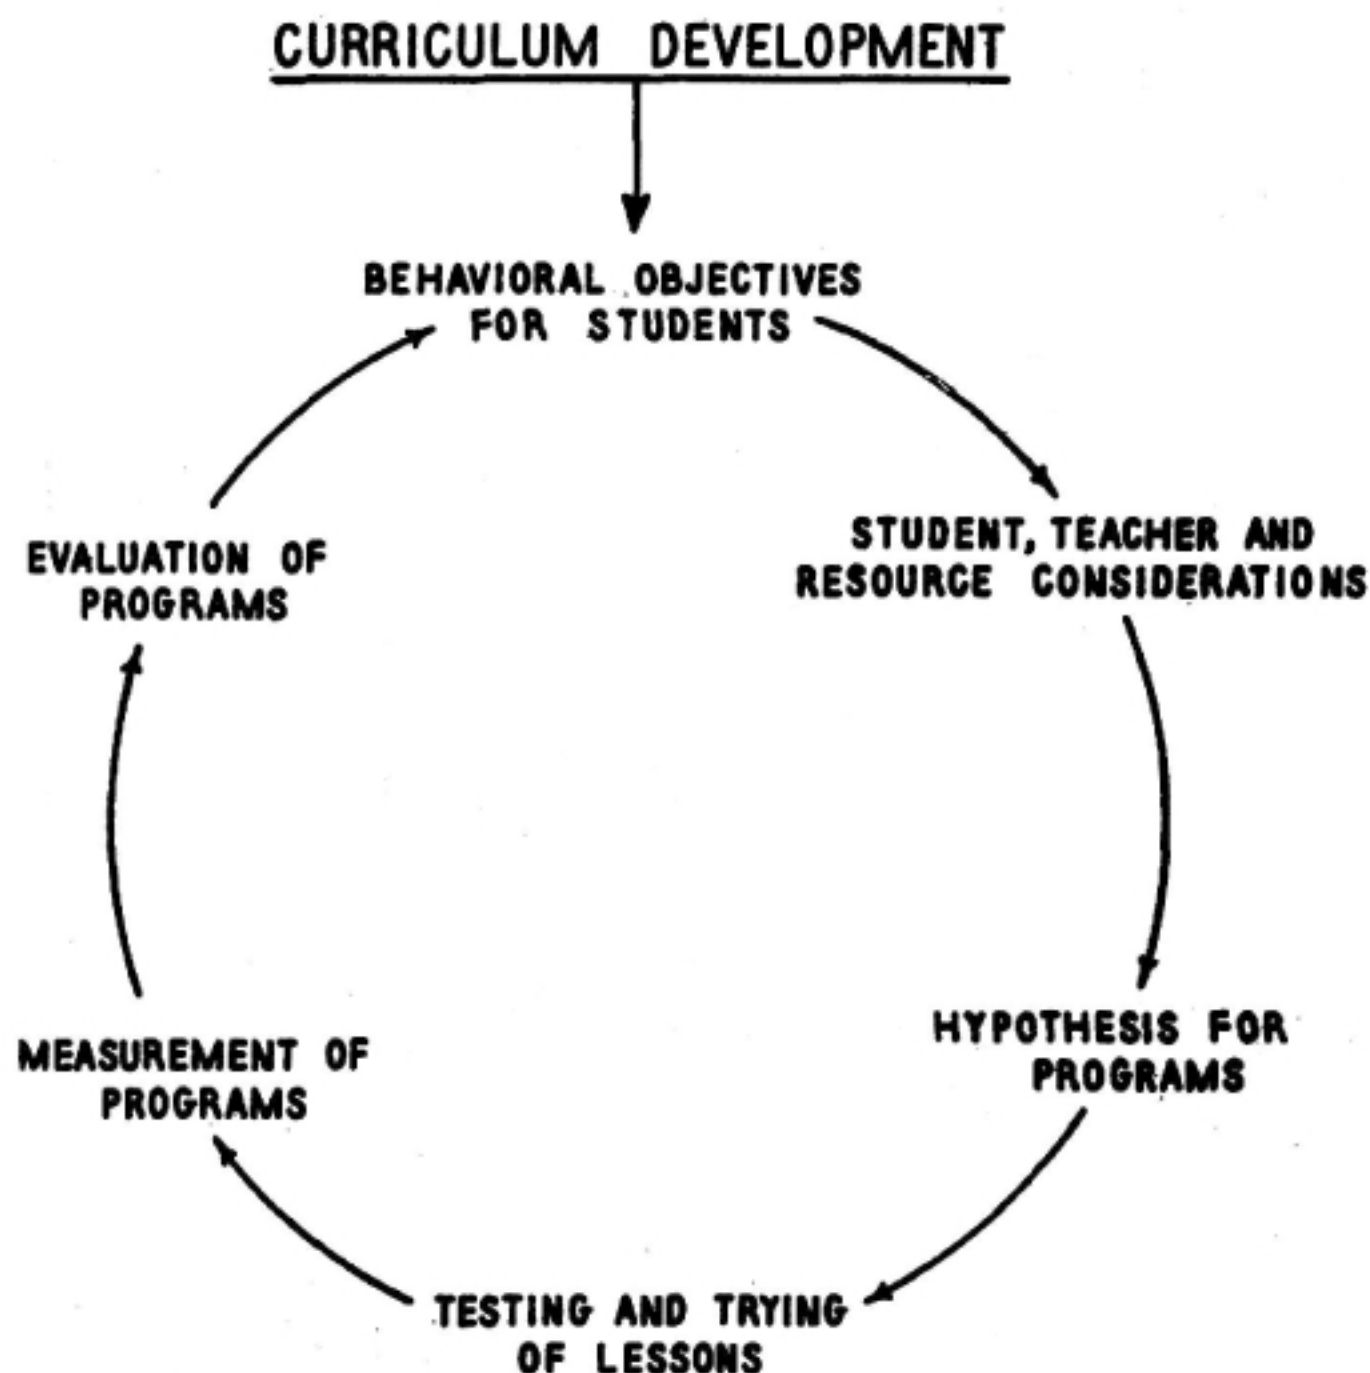 CURRICULUM DEVELOPMENT
BEHAVIORAL OBJECTIVES
FOR STUDENTS
STUDENT, TEACHER AND
RESOURCE CONSIDERATIONS
HYPOTHESIS FOR
PROGRAMS
TESTING AND TRYING
OF LESSONS
MEASUREMENT OF
PROGRAMS
EVALUATION OF
PROGRAMS